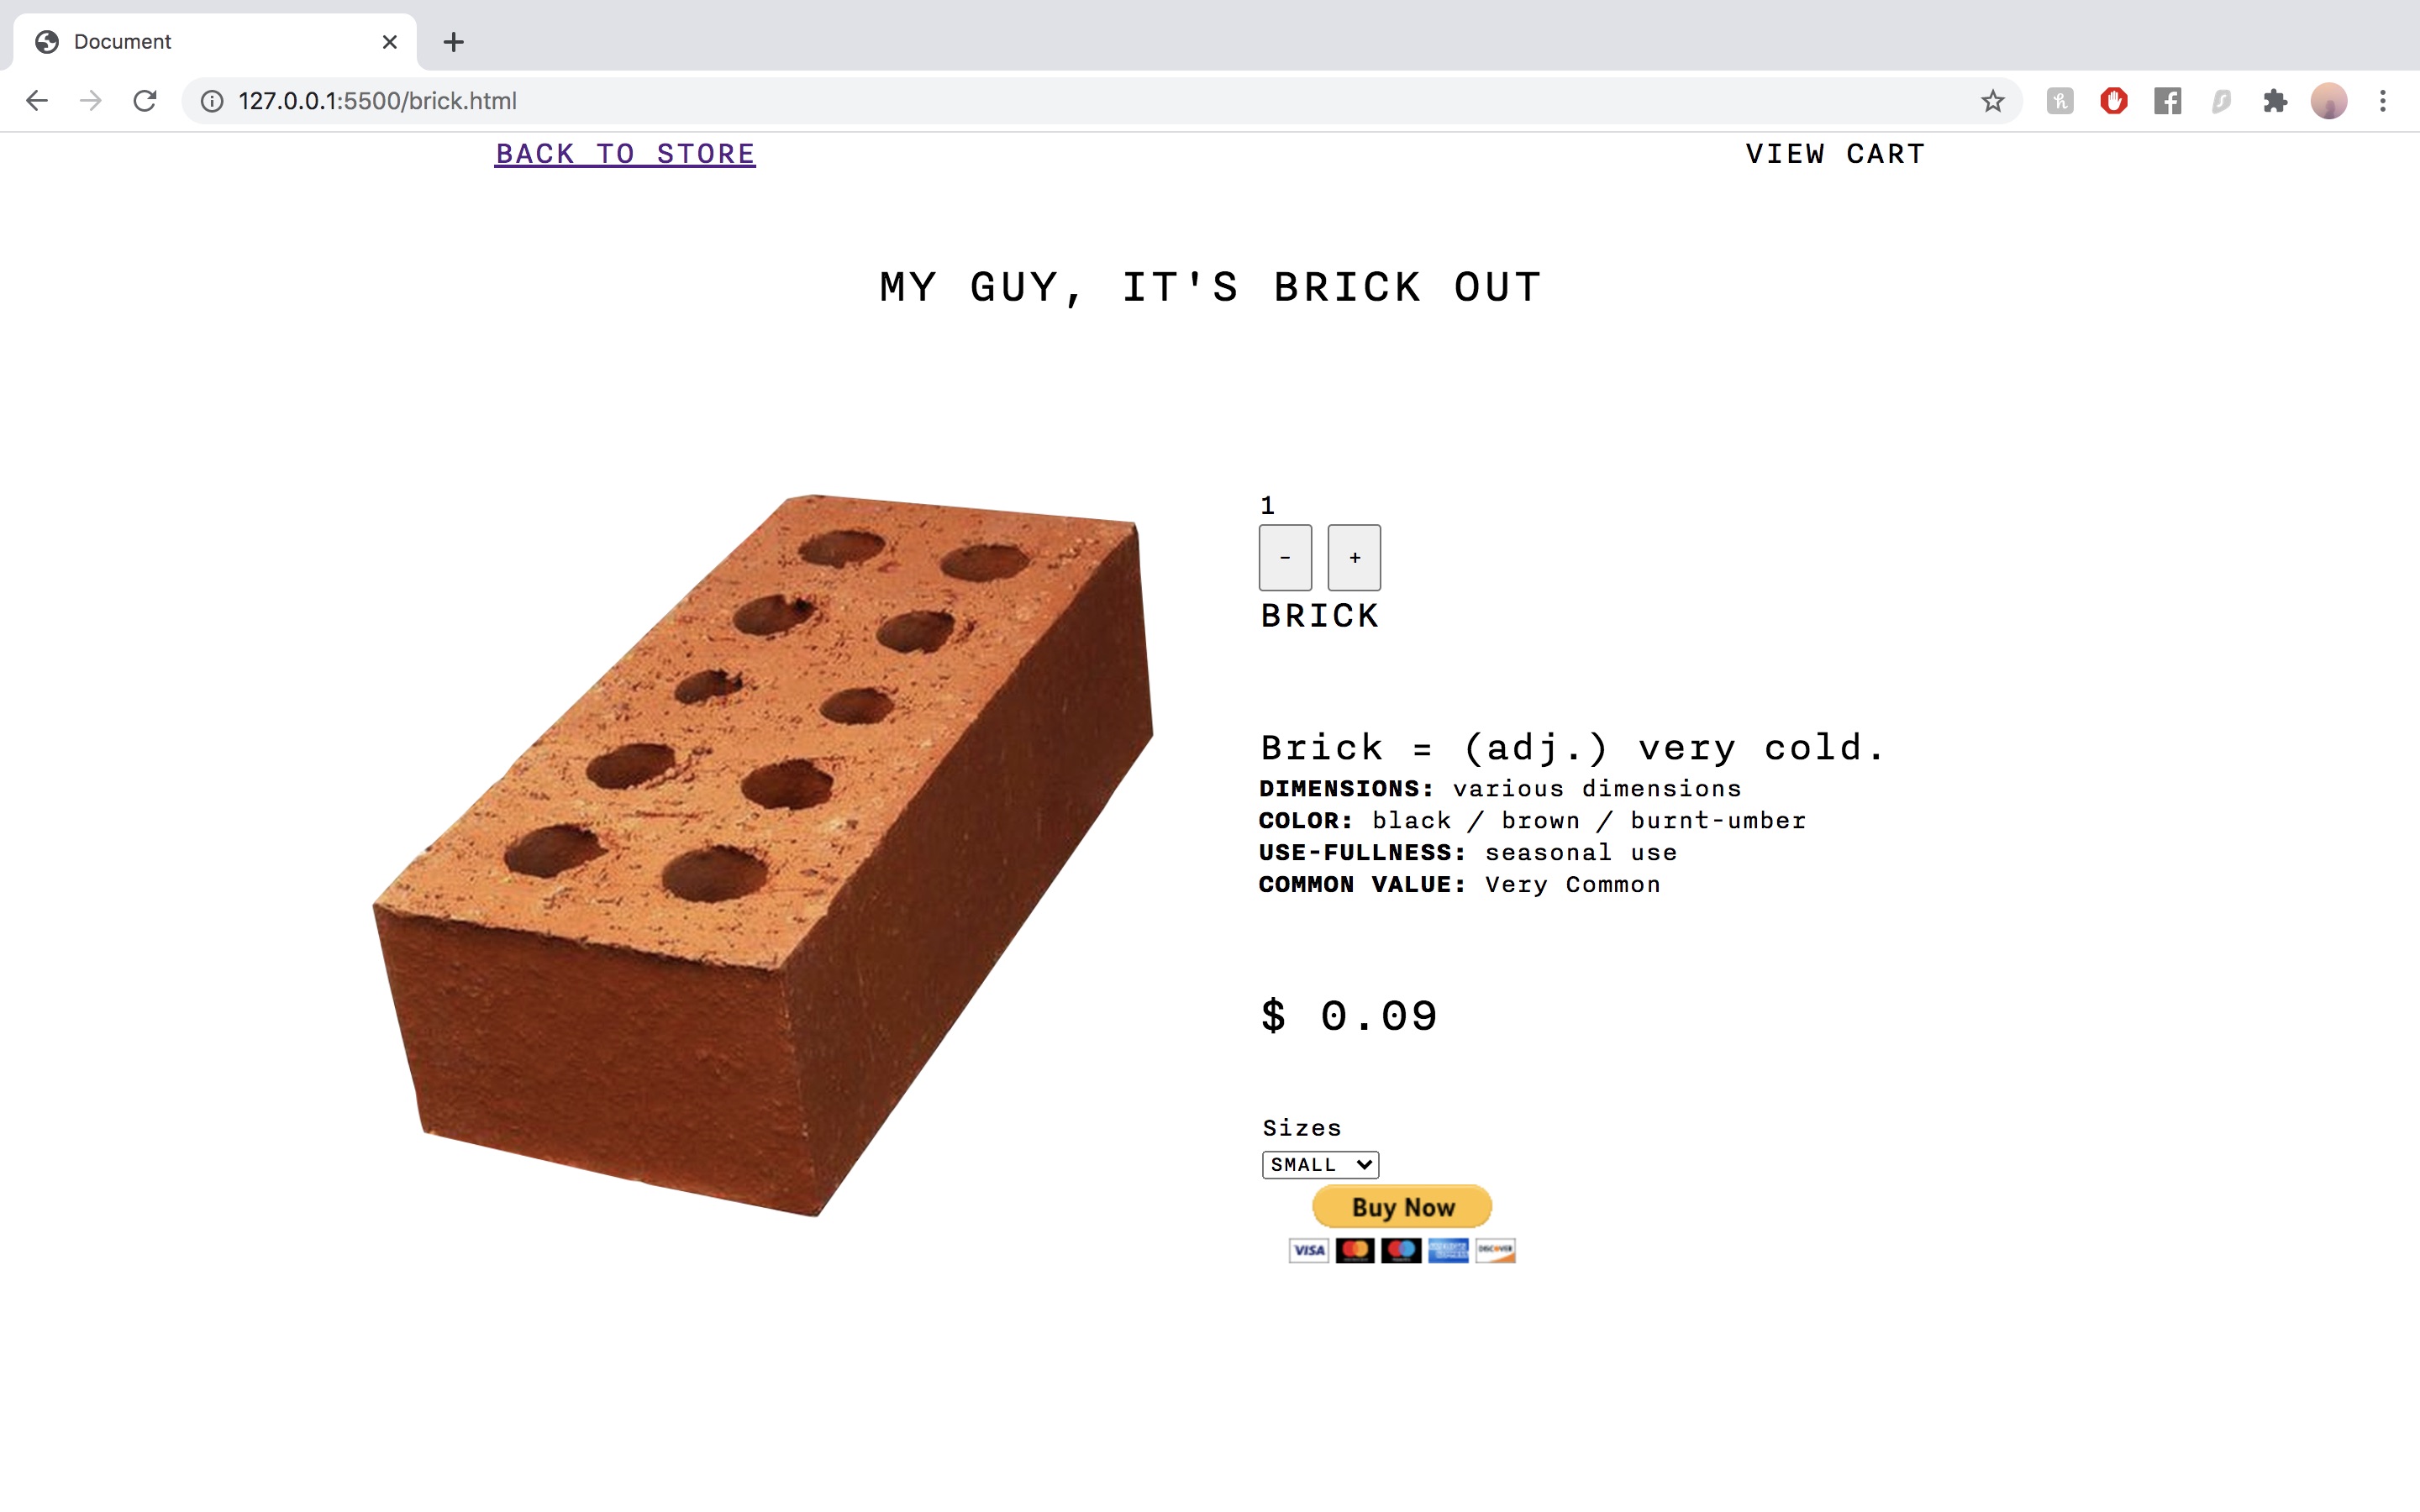 Document
127.0.0.1:5500/brick.html
BACK TO STORE
VIEW CART
MY GUY, IT'S BRICK OUT
1
- +
BRICK
Brick = (adj.) very cold.
DIMENSIONS: various dimensions
COLOR: black / brown / burnt-umber
USE-FULLNESS: seasonal use
COMMON VALUE: Very Common
$ 0.09
Sizes
SMALL
Buy Now
VISA DISCOVER